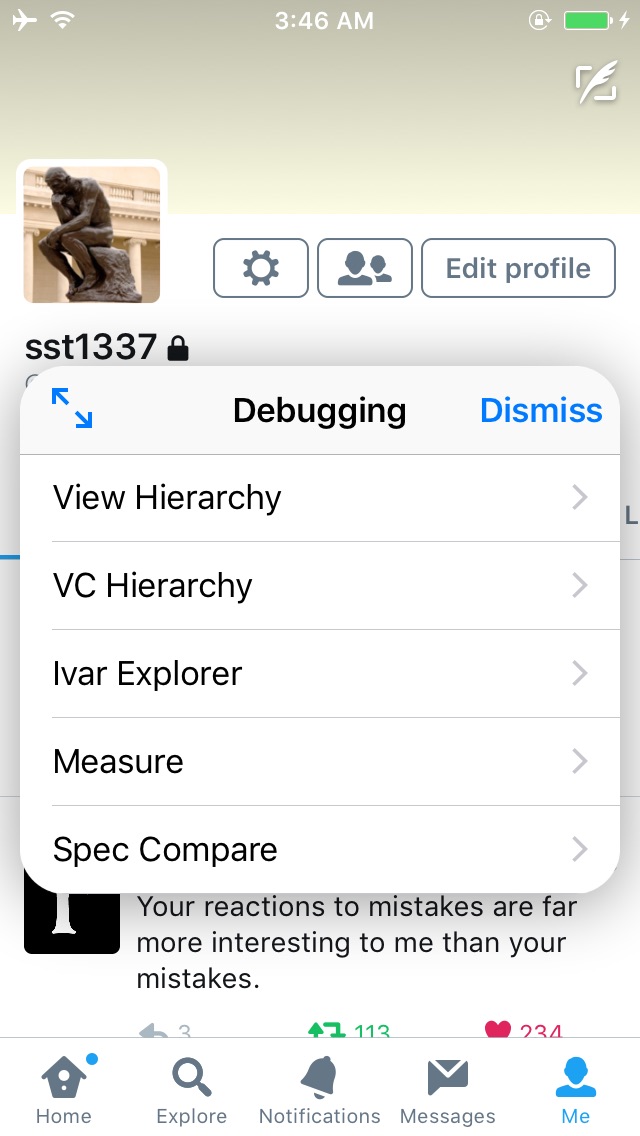 3:46 AM
Edit profile
sst1337
Debugging
Dismiss
View Hierarchy
L
VC Hierarchy
Ivar Explorer
Measure
Spec Compare
Your reactions to mistakes are far
more interesting to me than your
mistakes.
3 113 234
Home Explore Notifications Messages Me